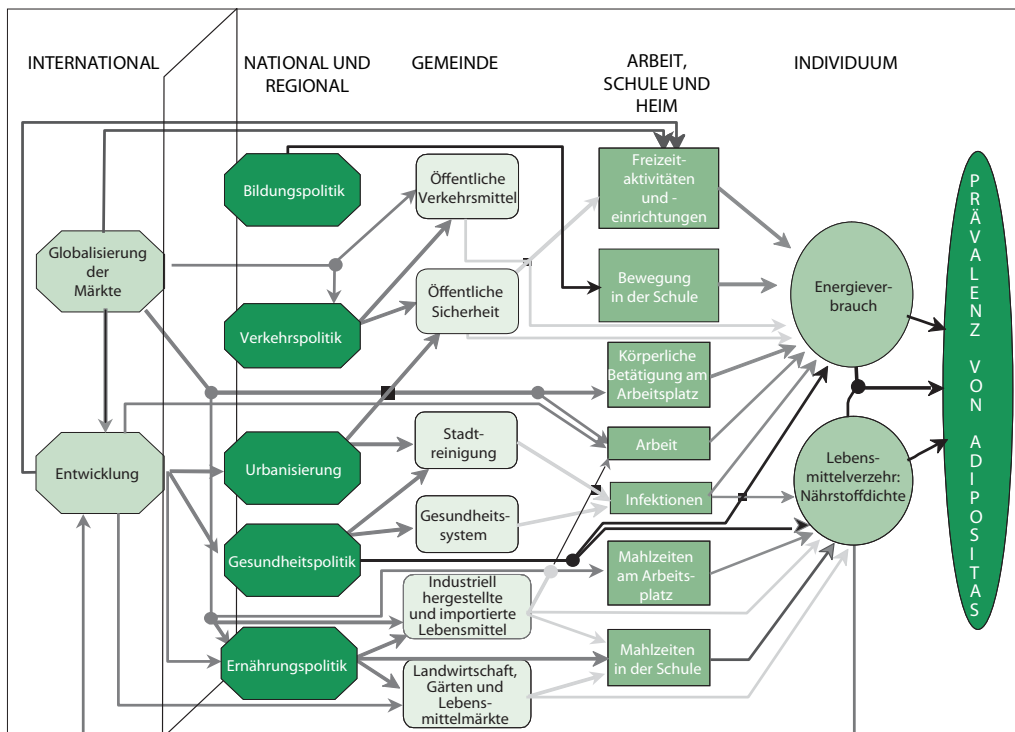 INTERNATIONAL
NATIONAL UND
REGIONAL
GEMEINDE
ARBEIT,
SCHULE UND
HEIM
INDIVIDUUM
Globalisierung
der
Märkte
Entwicklung
Bildungspolitik
Verkehrspolitik
Urbanisierung
Gesundheitspolitik
Ernährungspolitik
Öffentliche
Verkehrsmittel
Öffentliche
Sicherheit
Stadt-
reinigung
Gesundheits-
system
Industriell
hergestellte
und importierte
Lebensmittel
Landwirtschaft,
Gärten und
Lebens-
mittelmärkte
Freizeit-
aktivitäten
und -
einrichtungen
Bewegung
in der Schule
Körperliche
Betätigung am
Arbeitsplatz
Arbeit
Infektionen
Mahlzeiten
am Arbeits-
platz
Mahlzeiten
in der Schule
Energiever-
brauch
Lebens-
mittelverzehr:
Nährstoffdichte
PRÄVALENZ VON ADIPOSITAS